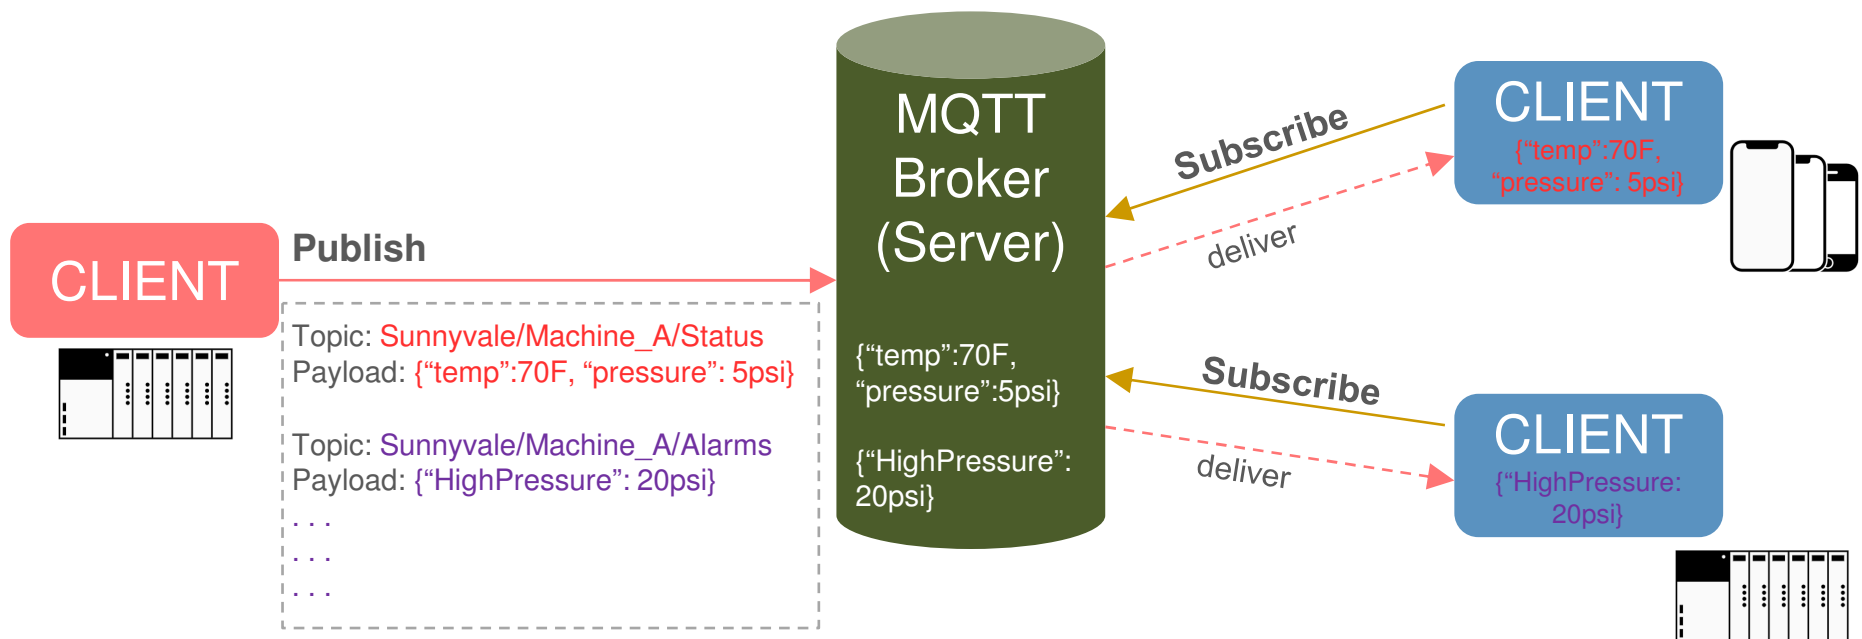 CLIENT
Publish
Topic: Sunnyvale/Machine_A/Status
Payload: {“temp”:70F, “pressure”: 5psi}
Topic: Sunnyvale/Machine_A/Alarms
Payload: {“HighPressure”: 20psi}
. . .
. . .
. . .
MQTT
Broker
(Server)
{“temp”:70F,
“pressure”:5psi}
{“HighPressure”:
20psi}
Subscribe
deliver
CLIENT
{“temp”:70F,
“pressure”: 5psi}
Subscribe
deliver
CLIENT
{“HighPressure:
20psi}